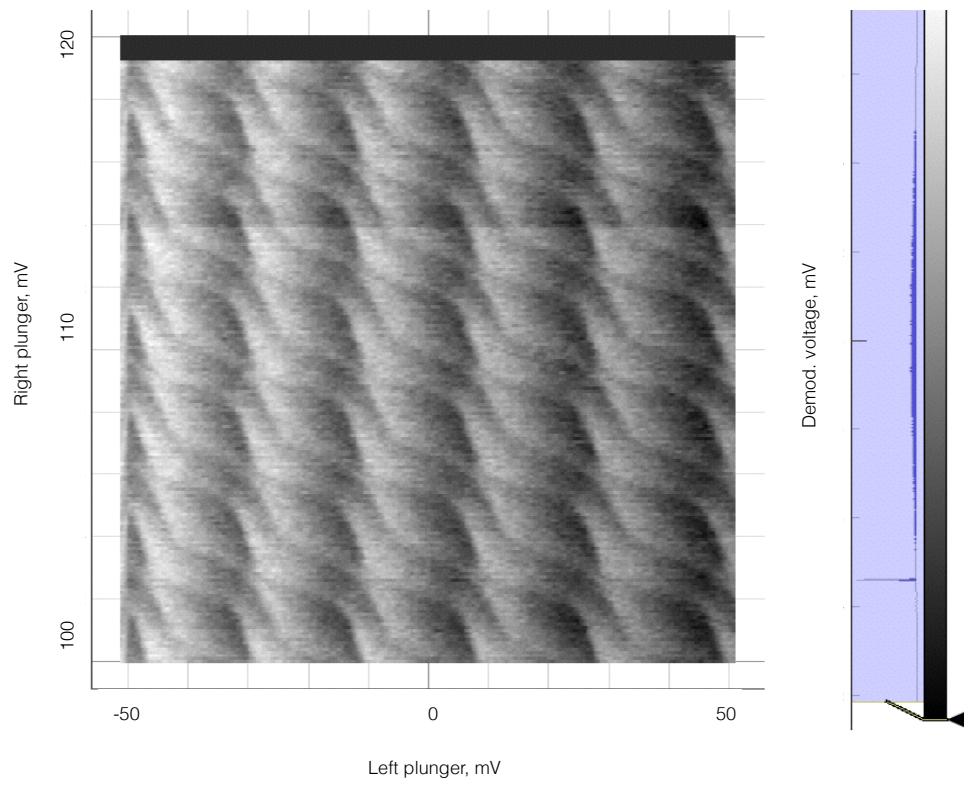 120
110
100
Right plunger, mV
-50
0
50
Left plunger, mV
Demod. voltage, mV